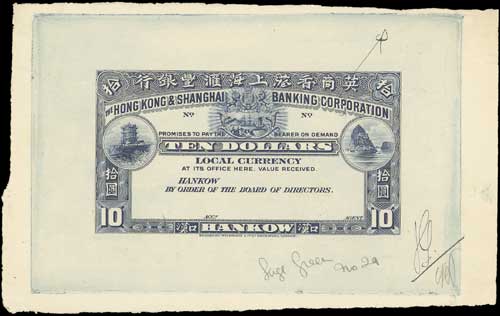 拾 英商香港上海滙豐銀行 拾
THE HONG KONG & SHANGHAI BANKING CORPORATION
No No
PROMISES TO PAY THE BEARER ON DEMAND
TEN DOLLARS
LOCAL CURRENCY
AT ITS OFFICE HERE. VALUE RECEIVED.
HANKOW
BY ORDER OF THE BOARD OF DIRECTORS.
拾圓 拾圓
ACCT. AGENT.
10 漢口 HANKOW 漢口 10
Sage Green No 29